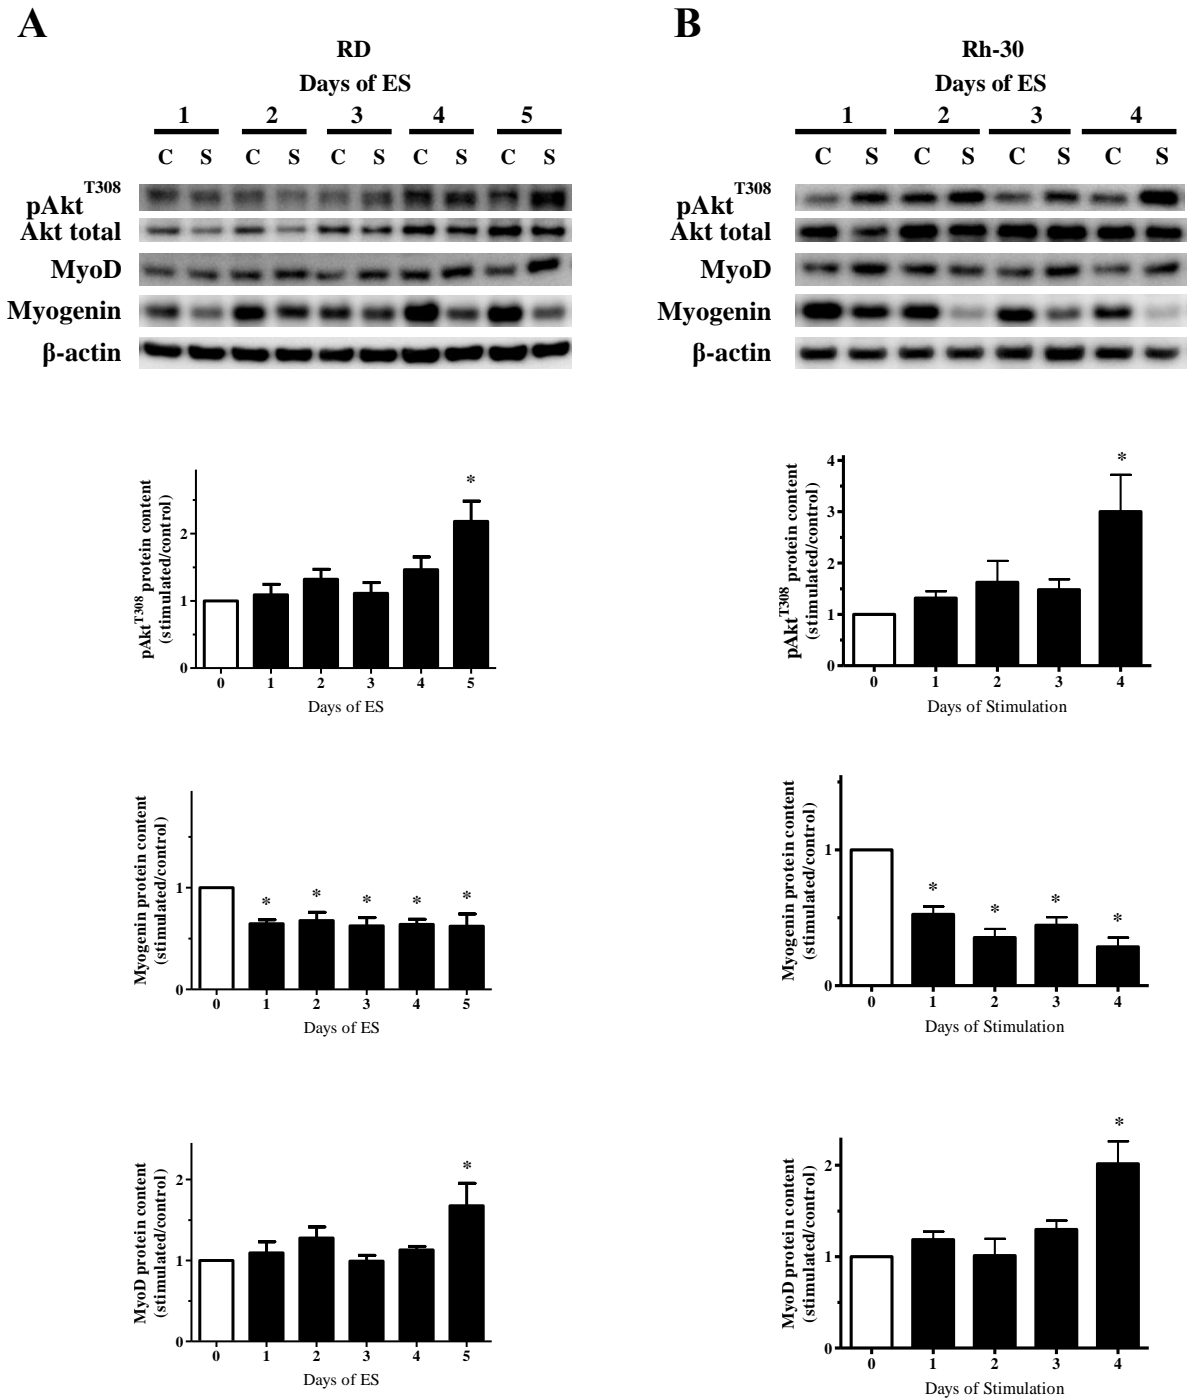 A
RD
Days of ES
1 2 3 4 5
C S C S C S C S C S
pAkt^T308
Akt total
MyoD
Myogenin
β-actin
pAkt^T308 protein content
(stimulated/control)
2
1
0
*
0 1 2 3 4 5
Days of ES
Myogenin protein content
(stimulated/control)
1
0
* * * * *
0 1 2 3 4 5
Days of ES
MyoD protein content
(stimulated/control)
2
1
0
*
0 1 2 3 4 5
Days of ES
B
Rh-30
Days of ES
1 2 3 4
C S C S C S C S
pAkt^T308
Akt total
MyoD
Myogenin
β-actin
pAkt^T308 protein content
(stimulated/control)
4
3
2
1
0
*
0 1 2 3 4
Days of Stimulation
Myogenin protein content
(stimulated/control)
1
0
* * * *
0 1 2 3 4
Days of Stimulation
MyoD protein content
(stimulated/control)
2
1
0
*
0 1 2 3 4
Days of Stimulation